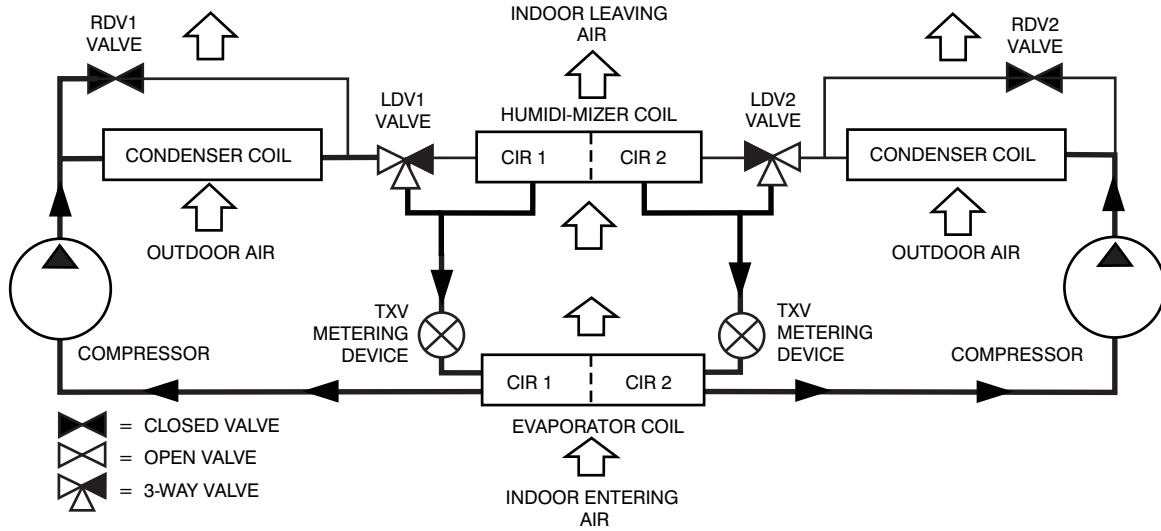 RDV1
VALVE
INDOOR LEAVING
AIR
RDV2
VALVE
LDV1
VALVE
HUMIDI-MIZER COIL
LDV2
VALVE
CONDENSER COIL
CIR 1
CIR 2
CONDENSER COIL
OUTDOOR AIR
OUTDOOR AIR
TXV
METERING
DEVICE
TXV
METERING
DEVICE
COMPRESSOR
COMPRESSOR
CIR 1
CIR 2
EVAPORATOR COIL
= CLOSED VALVE
= OPEN VALVE
= 3-WAY VALVE
INDOOR ENTERING
AIR